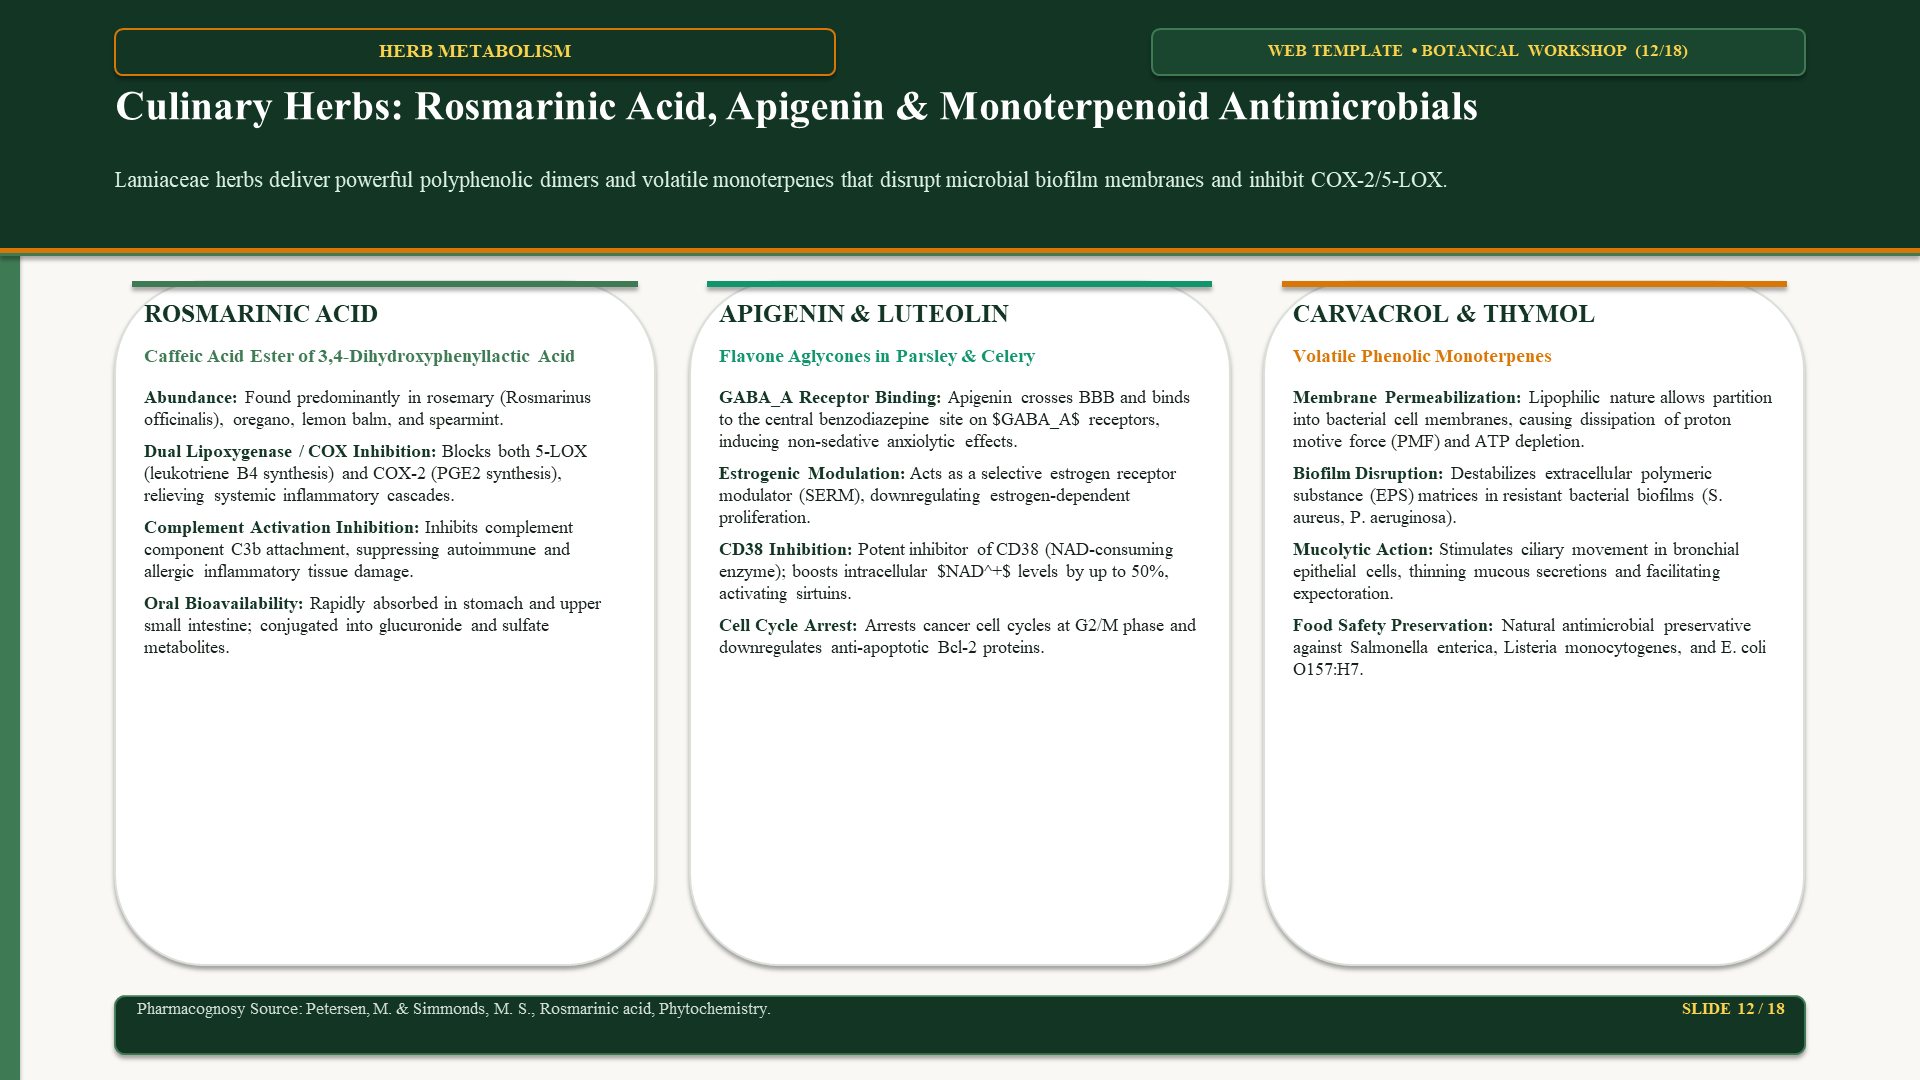 HERB METABOLISM
WEB TEMPLATE • BOTANICAL WORKSHOP (12/18)
Culinary Herbs: Rosmarinic Acid, Apigenin & Monoterpenoid Antimicrobials
Lamiaceae herbs deliver powerful polyphenolic dimers and volatile monoterpenes that disrupt microbial biofilm membranes and inhibit COX-2/5-LOX.
ROSMARINIC ACID
Caffeic Acid Ester of 3,4-Dihydroxyphenyllactic Acid
Abundance: Found predominantly in rosemary (Rosmarinus
officinalis), oregano, lemon balm, and spearmint.
Dual Lipoxygenase / COX Inhibition: Blocks both 5-LOX
(leukotriene B4 synthesis) and COX-2 (PGE2 synthesis),
relieving systemic inflammatory cascades.
Complement Activation Inhibition: Inhibits complement
component C3b attachment, suppressing autoimmune and
allergic inflammatory tissue damage.
Oral Bioavailability: Rapidly absorbed in stomach and upper
small intestine; conjugated into glucuronide and sulfate
metabolites.
APIGENIN & LUTEOLIN
Flavone Aglycones in Parsley & Celery
GABA_A Receptor Binding: Apigenin crosses BBB and binds
to the central benzodiazepine site on $GABA_A$ receptors,
inducing non-sedative anxiolytic effects.
Estrogenic Modulation: Acts as a selective estrogen receptor
modulator (SERM), downregulating estrogen-dependent
proliferation.
CD38 Inhibition: Potent inhibitor of CD38 (NAD-consuming
enzyme); boosts intracellular $NAD^+$ levels by up to 50%,
activating sirtuins.
Cell Cycle Arrest: Arrests cancer cell cycles at G2/M phase and
downregulates anti-apoptotic Bcl-2 proteins.
CARVACROL & THYMOL
Volatile Phenolic Monoterpenes
Membrane Permeabilization: Lipophilic nature allows partition
into bacterial cell membranes, causing dissipation of proton
motive force (PMF) and ATP depletion.
Biofilm Disruption: Destabilizes extracellular polymeric
substance (EPS) matrices in resistant bacterial biofilms (S.
aureus, P. aeruginosa).
Mucolytic Action: Stimulates ciliary movement in bronchial
epithelial cells, thinning mucous secretions and facilitating
expectoration.
Food Safety Preservation: Natural antimicrobial preservative
against Salmonella enterica, Listeria monocytogenes, and E. coli
O157:H7.
Pharmacognosy Source: Petersen, M. & Simmonds, M. S., Rosmarinic acid, Phytochemistry.
SLIDE 12 / 18